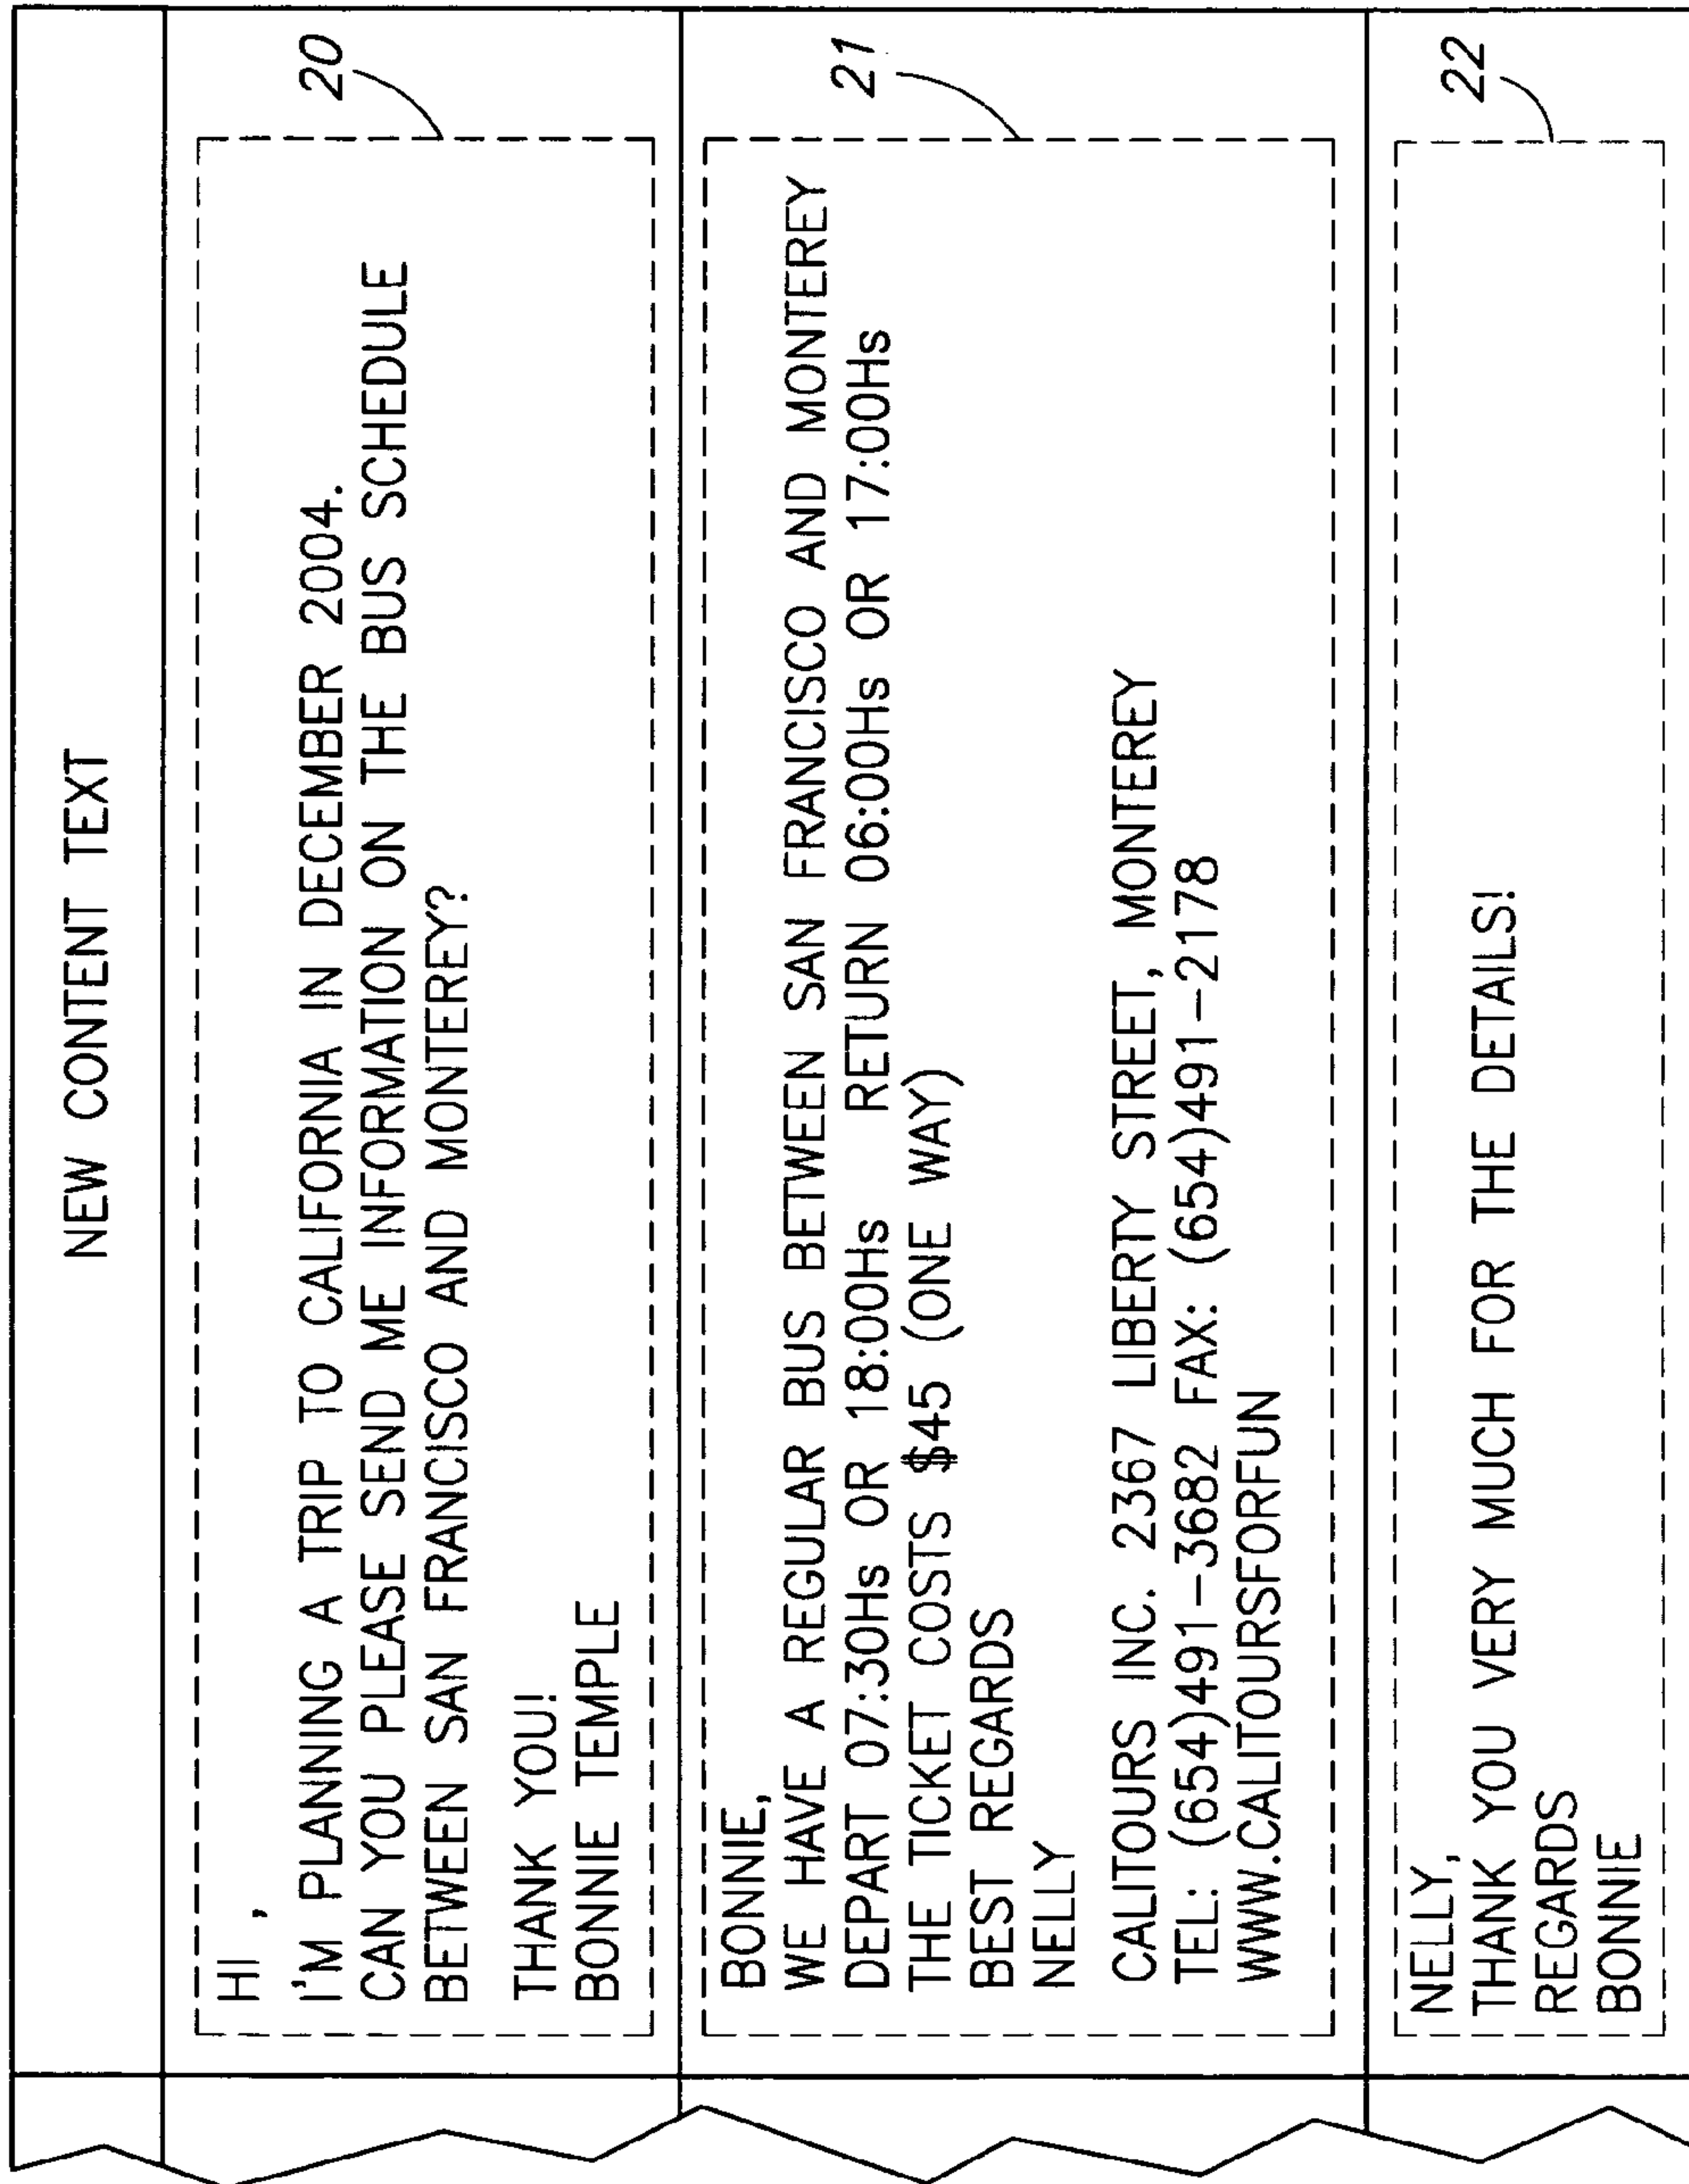 NEW CONTENT TEXT
20
HI ,
I'M PLANNING A TRIP TO CALIFORNIA IN DECEMBER 2004.
CAN YOU PLEASE SEND ME INFORMATION ON THE BUS SCHEDULE
BETWEEN SAN FRANCISCO AND MONTEREY?
THANK YOU!
BONNIE TEMPLE
21
BONNIE,
WE HAVE A REGULAR BUS BETWEEN SAN FRANCISCO AND MONTEREY
DEPART 07:30Hs OR 18:00Hs RETURN 06:00Hs OR 17:00Hs
THE TICKET COSTS $45 (ONE WAY)
BEST REGARDS
NELLY
CALITOURS INC. 2367 LIBERTY STREET, MONTEREY
TEL: (654)491-3682 FAX: (654)491-2178
WWW.CALITOURSFORFUN
22
NELLY,
THANK YOU VERY MUCH FOR THE DETAILS!
REGARDS
BONNIE